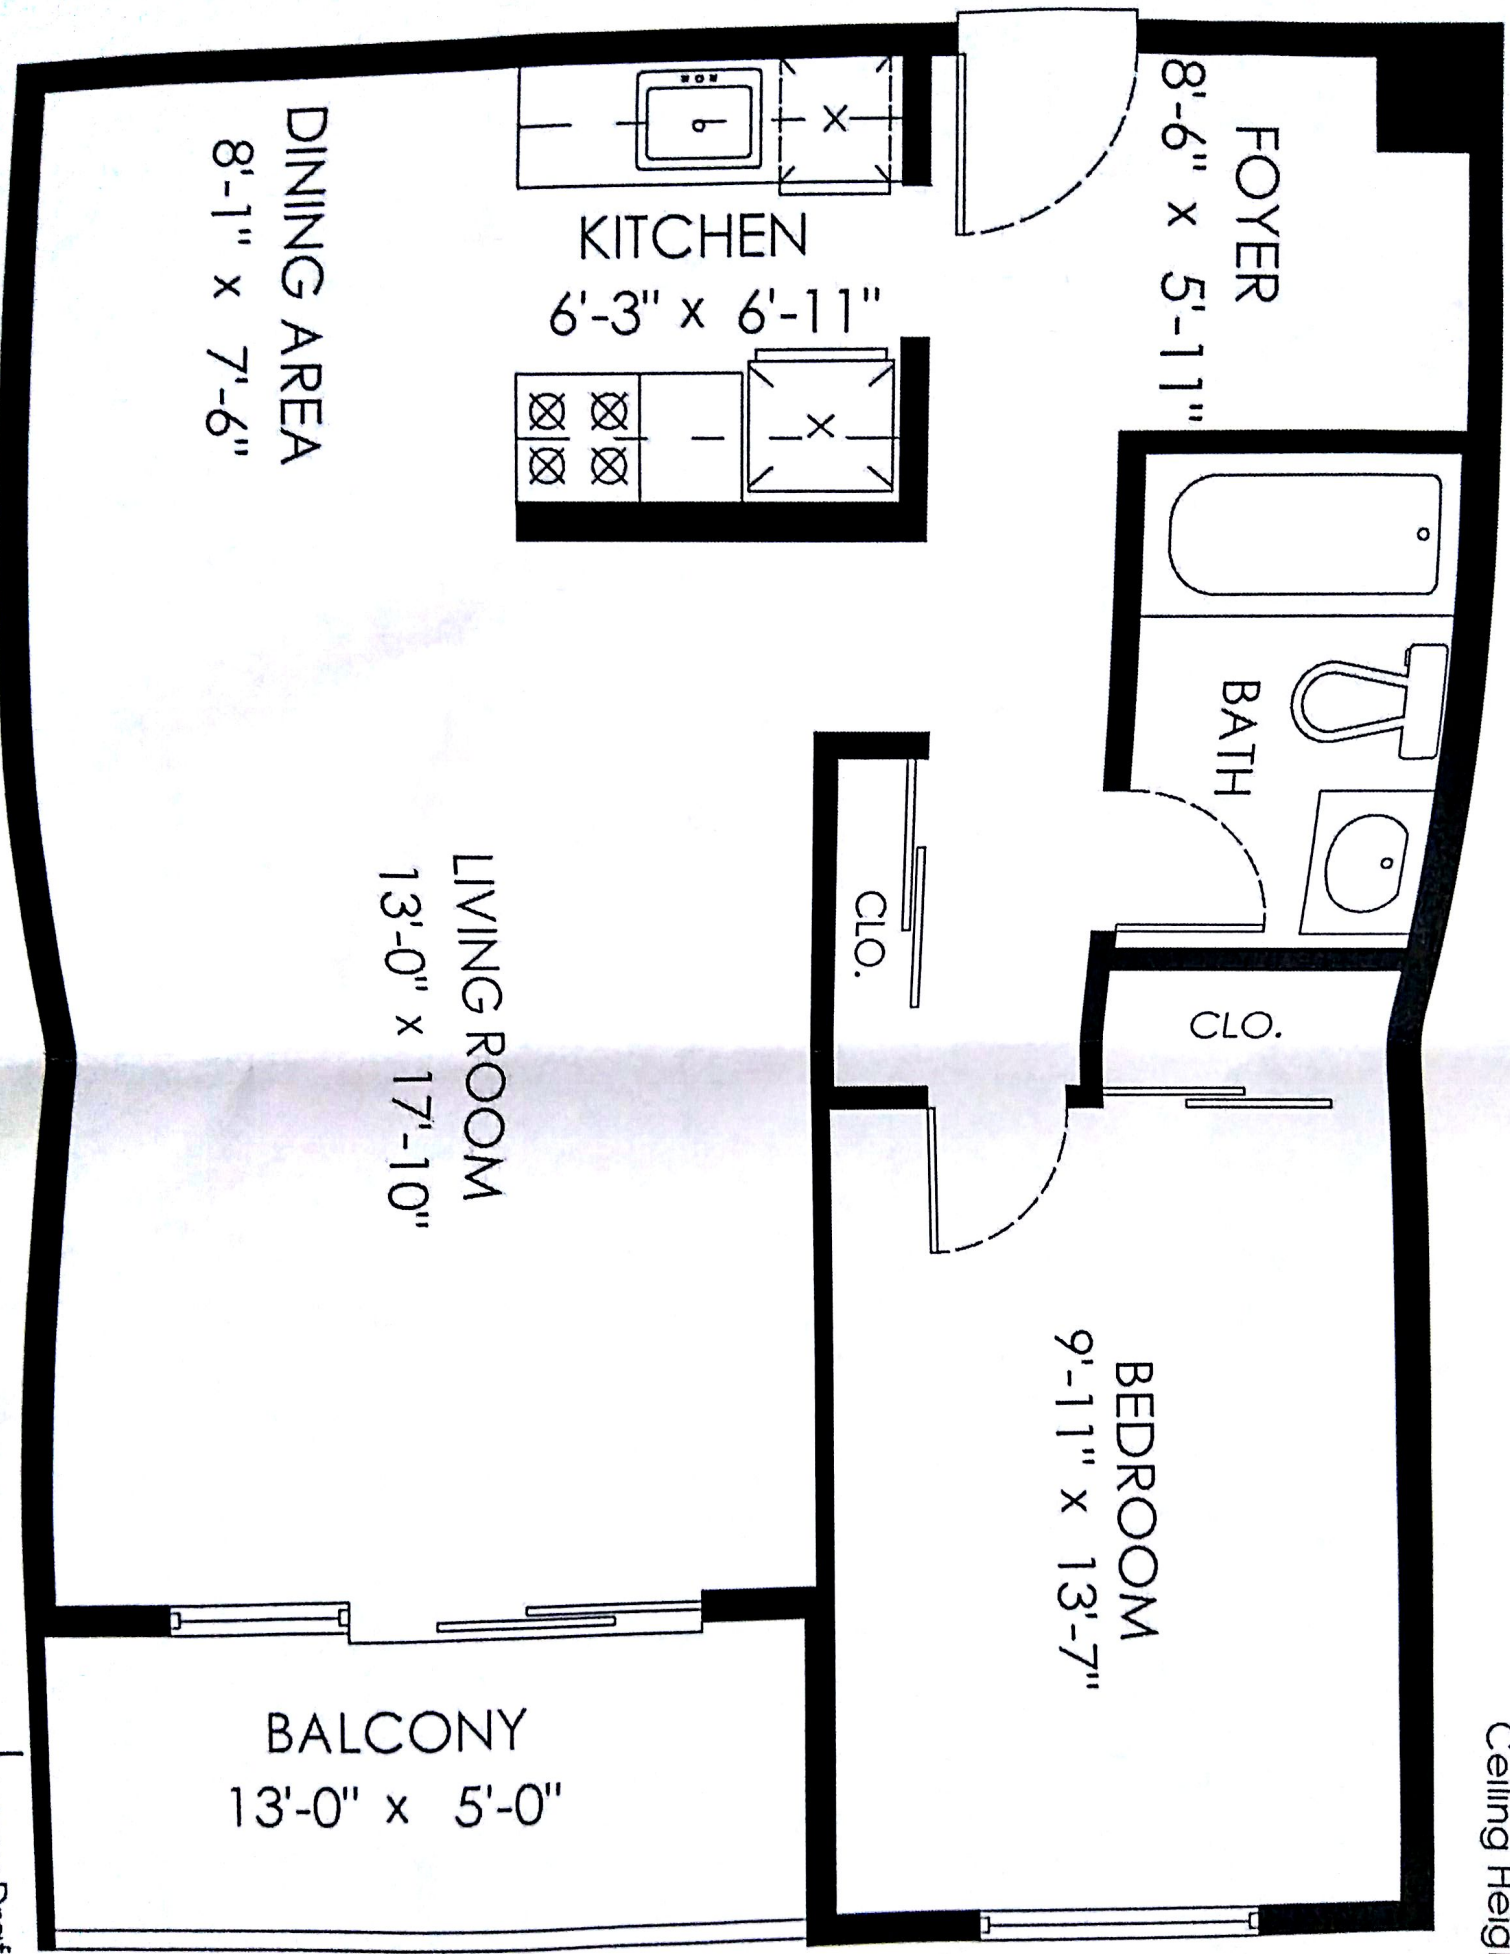 FOYER
8'-6" x 5'-11"
KITCHEN
6'-3" x 6'-11"
DINING AREA
8'-1" x 7'-6"
BATH
CLO.
CLO.
LIVING ROOM
13'-0" x 17'-10"
BEDROOM
9'-11" x 13'-7"
BALCONY
13'-0" x 5'-0"
Ceiling